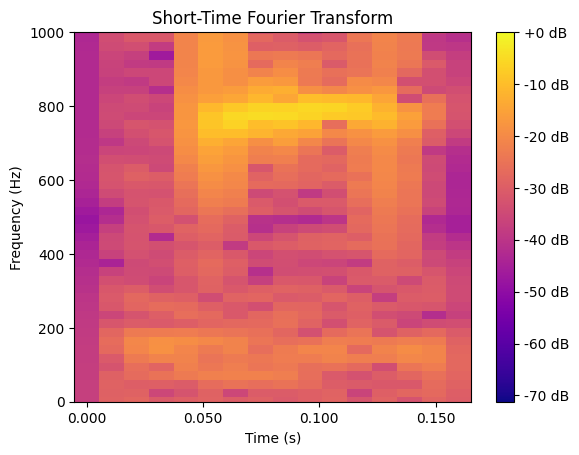 Short-Time Fourier Transform
1000
800
600
400
200
0
Frequency (Hz)
0.000
0.050
0.100
0.150
Time (s)
+0 dB
-10 dB
-20 dB
-30 dB
-40 dB
-50 dB
-60 dB
-70 dB